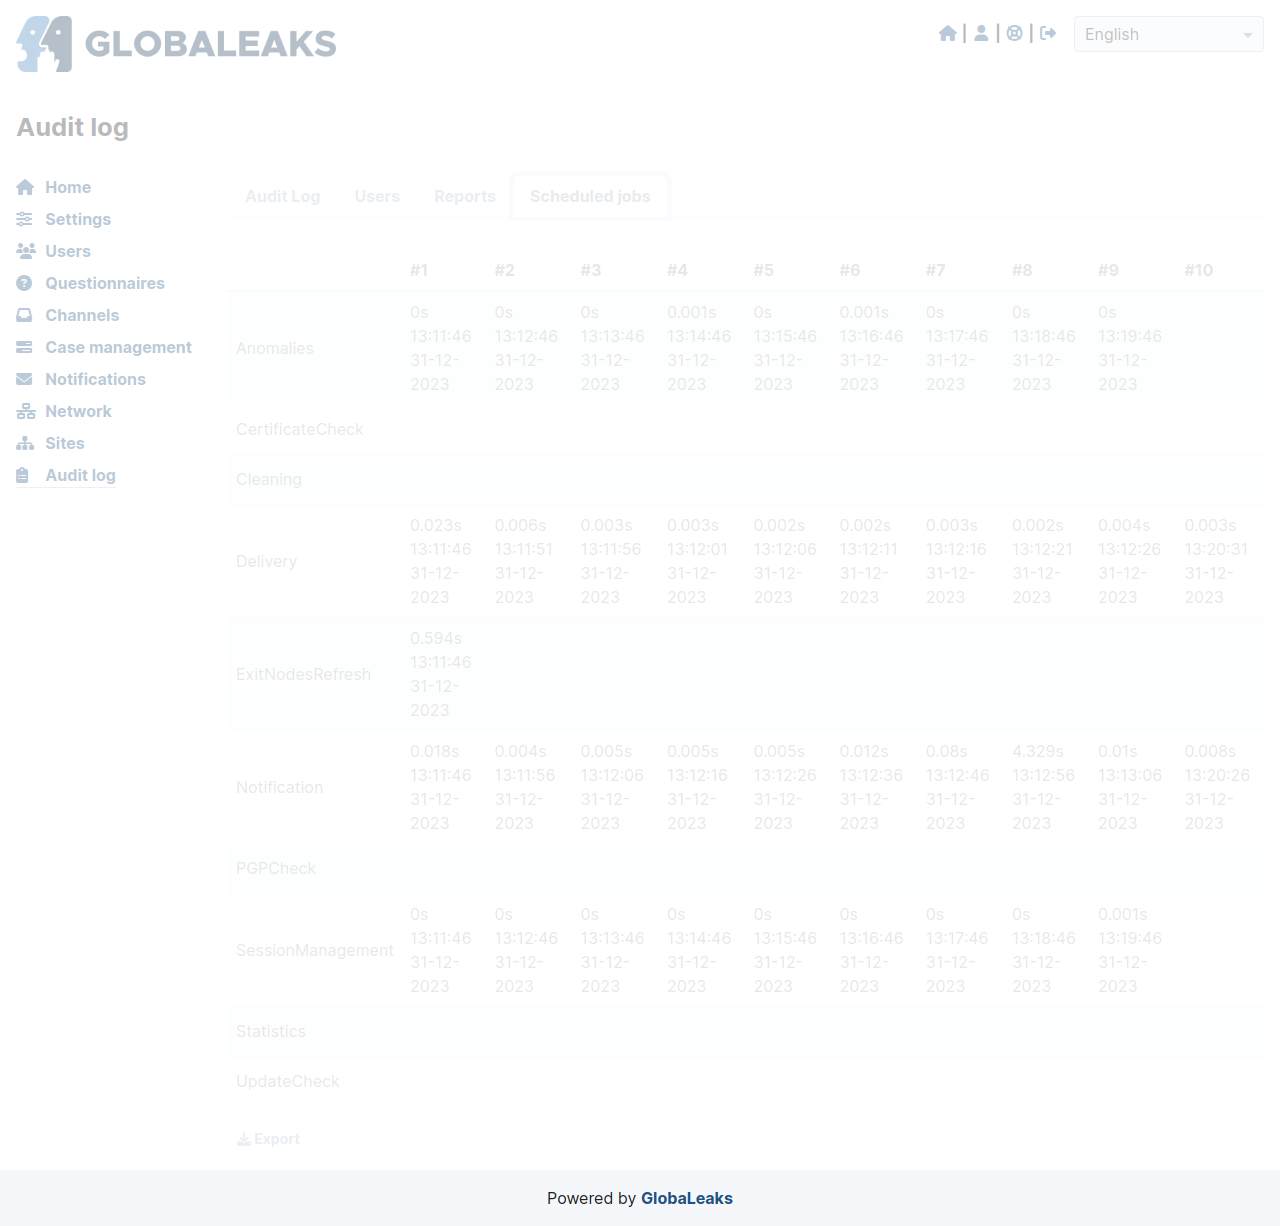 GLOBALEAKS
| | |
English
Audit log
Home
Settings
Users
Questionnaires
Channels
Case management
Notifications
Network
Sites
Audit log
Audit Log Users Reports Scheduled jobs
#1 #2 #3 #4 #5 #6 #7 #8 #9 #10
0s 0s 0s 0.001s 0s 0.001s 0s 0s 0s
13:11:46 13:12:46 13:13:46 13:14:46 13:15:46 13:16:46 13:17:46 13:18:46 13:19:46
Anomalies
31-12- 31-12- 31-12- 31-12- 31-12- 31-12- 31-12- 31-12- 31-12-
2023 2023 2023 2023 2023 2023 2023 2023 2023
CertificateCheck
Cleaning
0.023s 0.006s 0.003s 0.003s 0.002s 0.002s 0.003s 0.002s 0.004s 0.003s
13:11:46 13:11:51 13:11:56 13:12:01 13:12:06 13:12:11 13:12:16 13:12:21 13:12:26 13:20:31
Delivery
31-12- 31-12- 31-12- 31-12- 31-12- 31-12- 31-12- 31-12- 31-12- 31-12-
2023 2023 2023 2023 2023 2023 2023 2023 2023 2023
0.594s
13:11:46
ExitNodesRefresh
31-12-
2023
0.018s 0.004s 0.005s 0.005s 0.005s 0.012s 0.08s 4.329s 0.01s 0.008s
13:11:46 13:11:56 13:12:06 13:12:16 13:12:26 13:12:36 13:12:46 13:12:56 13:13:06 13:20:26
Notification
31-12- 31-12- 31-12- 31-12- 31-12- 31-12- 31-12- 31-12- 31-12- 31-12-
2023 2023 2023 2023 2023 2023 2023 2023 2023 2023
PGPCheck
0s 0s 0s 0s 0s 0s 0s 0s 0.001s
13:11:46 13:12:46 13:13:46 13:14:46 13:15:46 13:16:46 13:17:46 13:18:46 13:19:46
SessionManagement
31-12- 31-12- 31-12- 31-12- 31-12- 31-12- 31-12- 31-12- 31-12-
2023 2023 2023 2023 2023 2023 2023 2023 2023
Statistics
UpdateCheck
Export
Powered by GlobaLeaks